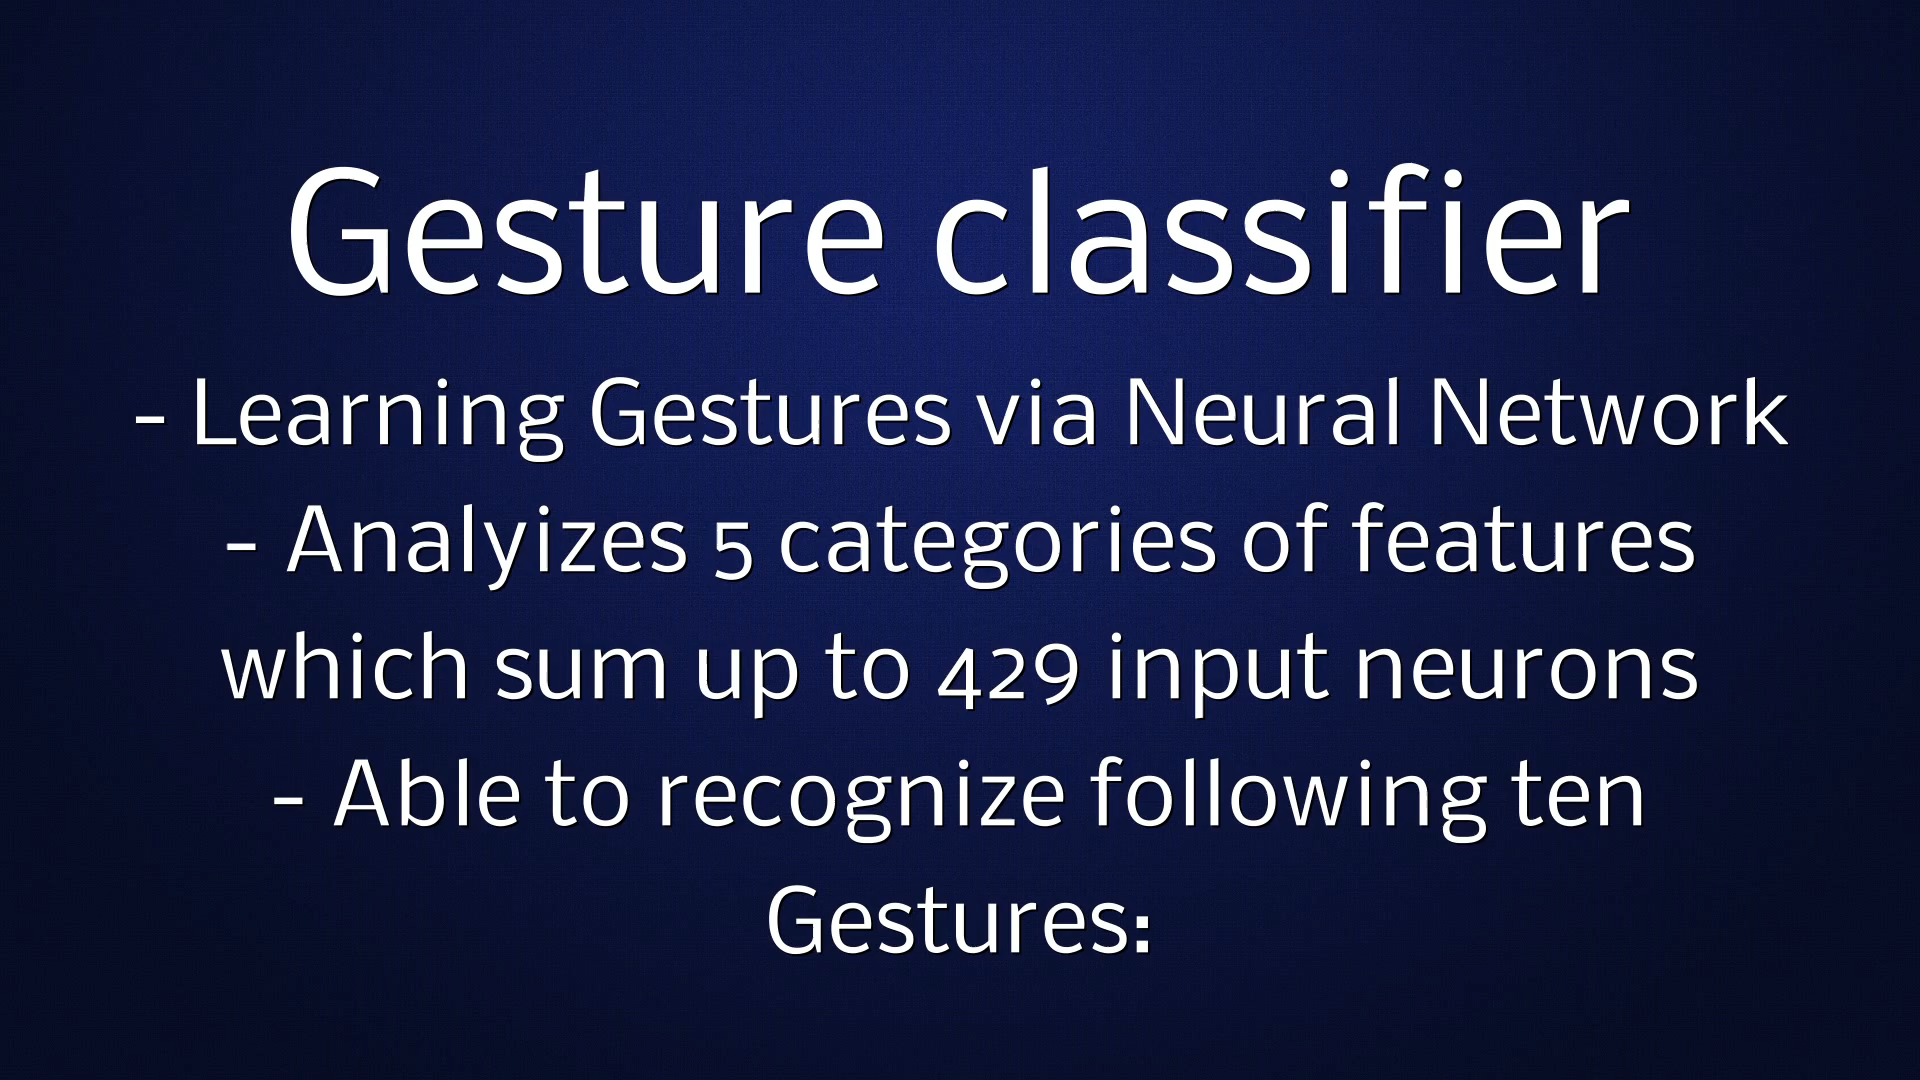 Gesture classifier
- Learning Gestures via Neural Network
- Analyizes 5 categories of features
which sum up to 429 input neurons
- Able to recognize following ten
Gestures: